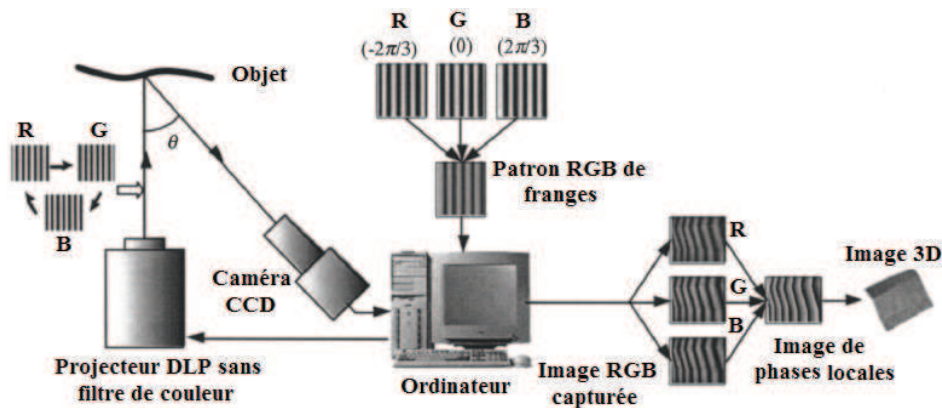 R
G
B
(-2π/3)
(0)
(2π/3)
Objet
R
G
θ
B
Patron RGB de
franges
Caméra
CCD
R
G
B
Image 3D
Projecteur DLP sans
filtre de couleur
Ordinateur
Image RGB
capturée
Image de
phases locales